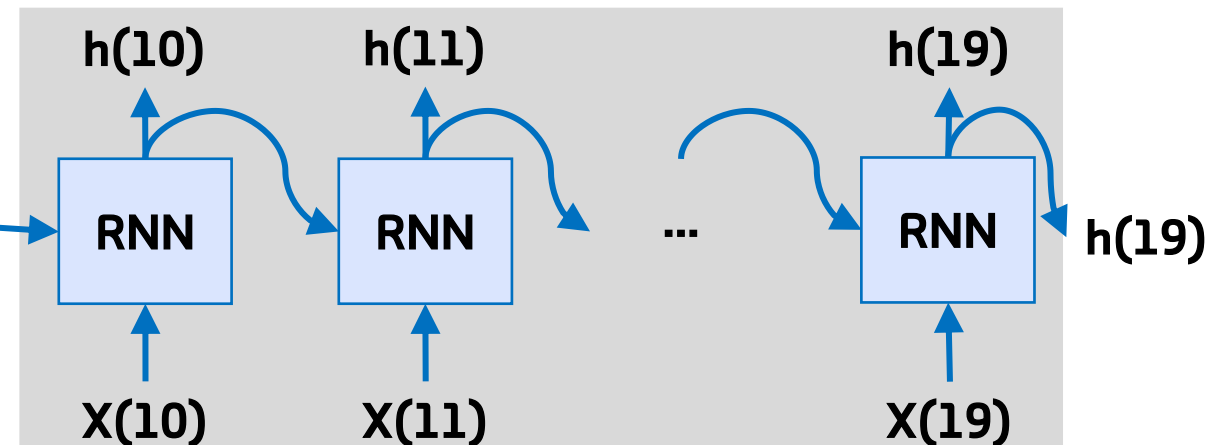 h(10) h(11) h(19)
RNN RNN ... RNN
h(19)
X(10) X(11) X(19)